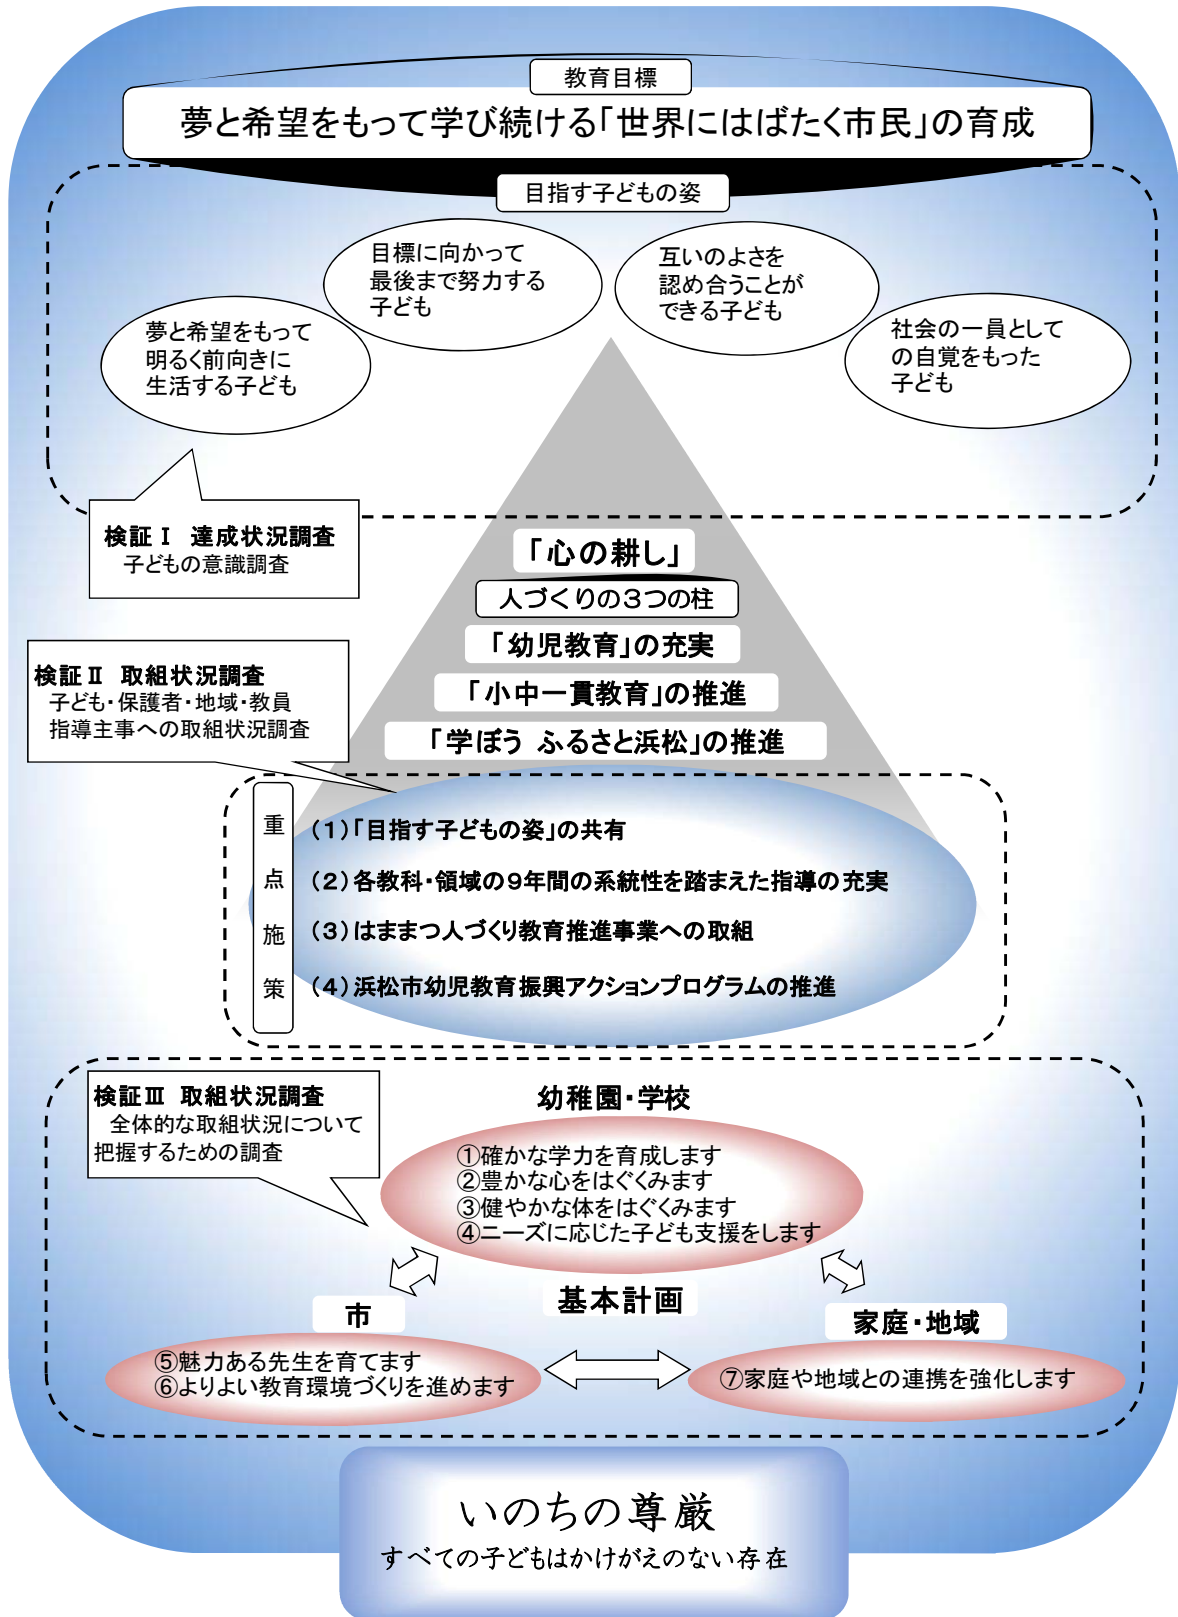 教育目標
夢と希望をもって学び続ける「世界にはばたく市民」の育成
目指す子どもの姿
夢と希望をもって
明るく前向きに
生活する子ども
目標に向かって
最後まで努力する
子ども
互いのよさを
認め合うことが
できる子ども
社会の一員として
の自覚をもった
子ども
検証Ⅰ 達成状況調査
子どもの意識調査
「心の耕し」
人づくりの3つの柱
「幼児教育」の充実
「小中一貫教育」の推進
「学ぼう ふるさと浜松」の推進
検証Ⅱ 取組状況調査
子ども・保護者・地域・教員
指導主事への取組状況調査
重点施策
(1)「目指す子どもの姿」の共有
(2)各教科・領域の9年間の系統性を踏まえた指導の充実
(3)はままつ人づくり教育推進事業への取組
(4)浜松市幼児教育振興アクションプログラムの推進
検証Ⅲ 取組状況調査
全体的な取組状況について
把握するための調査
幼稚園・学校
①確かな学力を育成します
②豊かな心をはぐくみます
③健やかな体をはぐくみます
④ニーズに応じた子ども支援をします
基本計画
市
⑤魅力ある先生を育てます
⑥よりよい教育環境づくりを進めます
家庭・地域
⑦家庭や地域との連携を強化します
いのちの尊厳
すべての子どもはかけがえのない存在